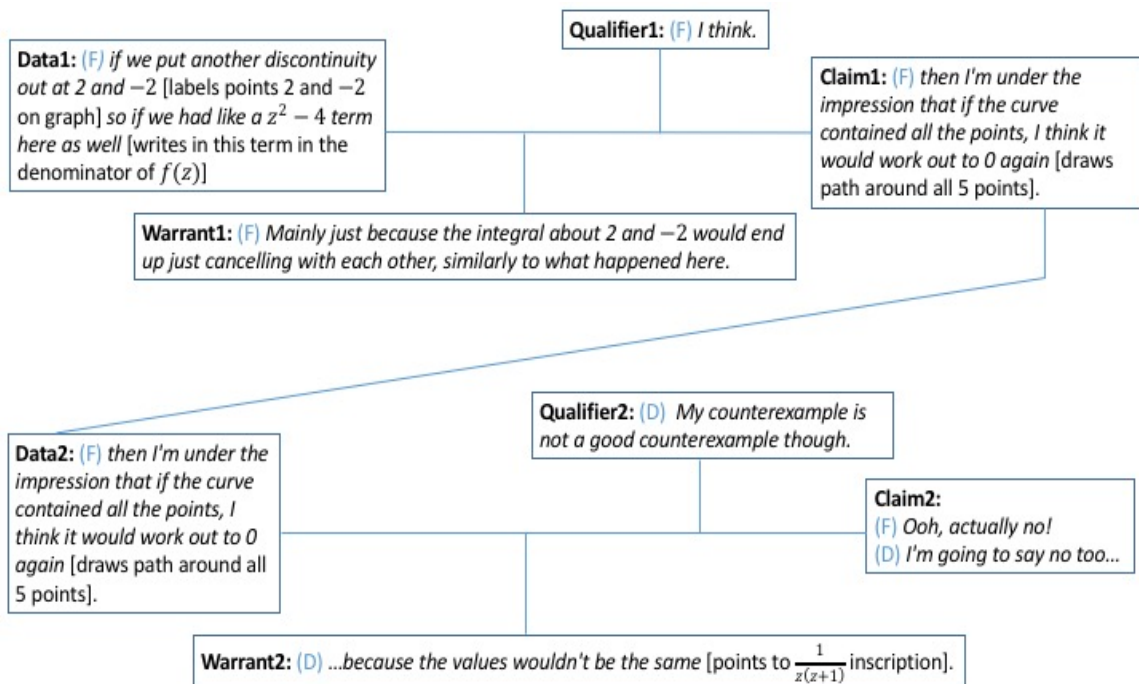 Qualifier1: (F) I think.
Data1: (F) if we put another discontinuity
out at 2 and −2 [labels points 2 and −2
on graph] so if we had like a z² − 4 term
here as well [writes in this term in the
denominator of f(z)]
Claim1: (F) then I'm under the
impression that if the curve
contained all the points, I think it
would work out to 0 again [draws
path around all 5 points].
Warrant1: (F) Mainly just because the integral about 2 and −2 would end
up just cancelling with each other, similarly to what happened here.
Qualifier2: (D) My counterexample is
not a good counterexample though.
Data2: (F) then I'm under the
impression that if the curve
contained all the points, I
think it would work out to 0
again [draws path around all
5 points].
Claim2:
(F) Ooh, actually no!
(D) I'm going to say no too...
Warrant2: (D) ...because the values wouldn't be the same [points to 1/z(z+1) inscription].